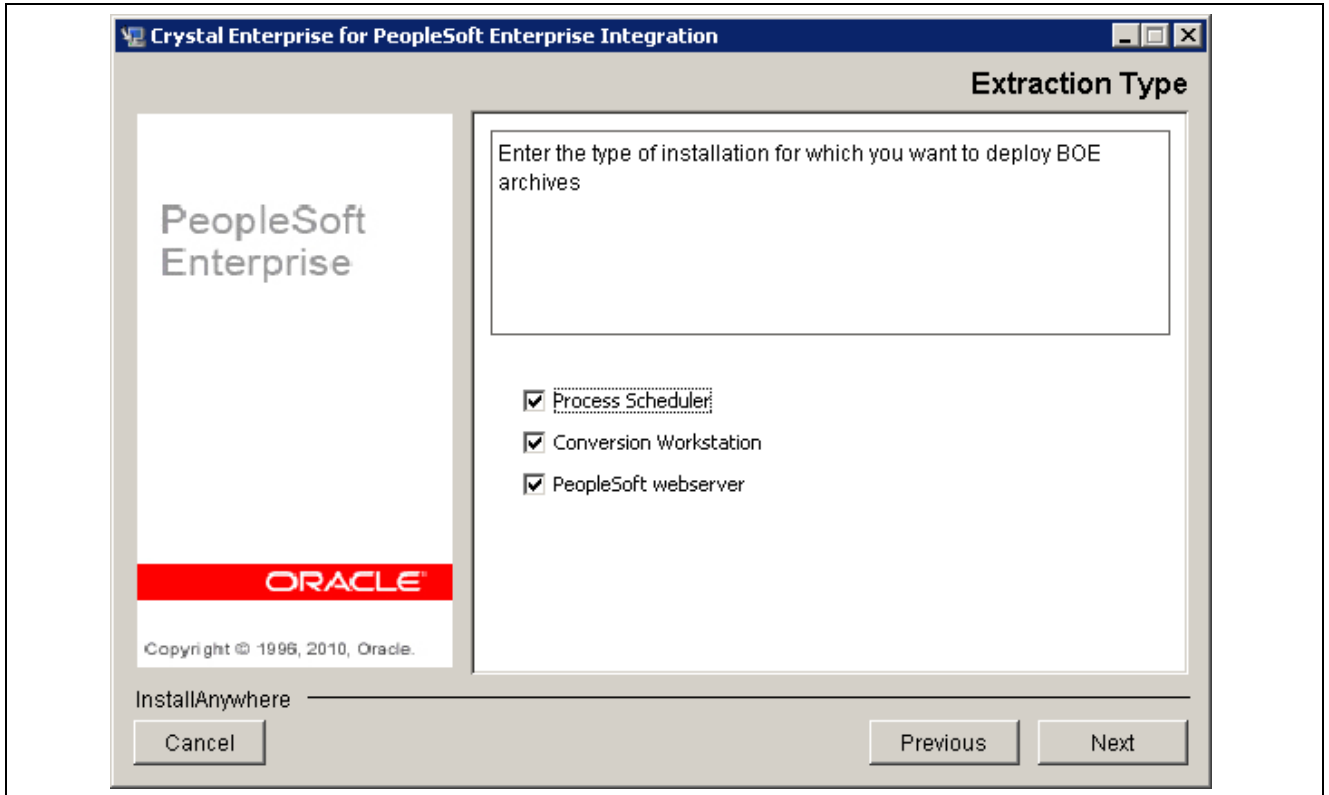 Crystal Enterprise for PeopleSoft Enterprise Integration
Extraction Type
Enter the type of installation for which you want to deploy BOE
archives
PeopleSoft
Enterprise
Process Scheduler
Conversion Workstation
PeopleSoft webserver
ORACLE
Copyright © 1996, 2010, Oracle.
InstallAnywhere
Cancel
Previous
Next